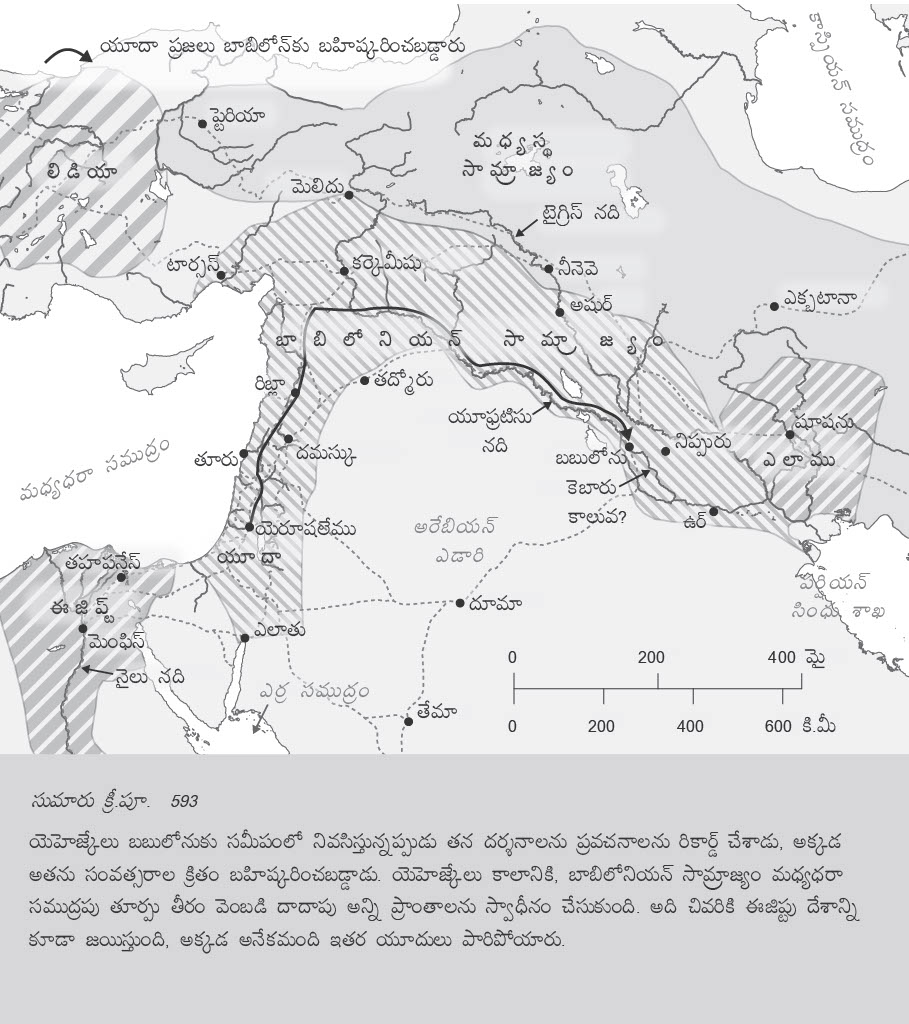 యూదా ప్రజలు బాబిలోన్‌కు బహిష్కరించబడ్డారు
కాస్పియన్ సముద్రం
ప్టెరియా
మధ్యస్థ
సామ్రాజ్యం
లిడియా
మెలిదు
టైగ్రిస్ నది
టార్సస్
కర్కెమీషు
నీనెవె
అషుర్
ఎక్బటానా
బాబిలోనియన్ సామ్రాజ్యం
రిబ్లా
తద్మోరు
యూఫ్రటిసు
నది
షూషను
నిప్పురు
తూరు
దమస్కు
బబులోను
ఎలాము
మధ్యధరా సముద్రం
కెబారు
కాలువ?
ఊర్
యెరూషలేము
అరేబియన్
ఎడారి
యూదా
తహపనేస్
పర్షియన్
సింధు శాఖ
ఈజిప్ట్
దూమా
మెంఫిస్
ఎలాతు
నైలు నది
ఎర్ర సముద్రం
తేమా
0 200 400 మై
0 200 400 600 కి.మీ
సుమారు క్రీ.పూ. 593
యెహెజ్కేలు బబులోనుకు సమీపంలో నివసిస్తున్నప్పుడు తన దర్శనాలను ప్రవచనాలను రికార్డ్ చేశాడు, అక్కడ
అతను సంవత్సరాల క్రితం బహిష్కరించబడ్డాడు. యెహెజ్కేలు కాలానికి, బాబిలోనియన్ సామ్రాజ్యం మధ్యధరా
సముద్రపు తూర్పు తీరం వెంబడి దాదాపు అన్ని ప్రాంతాలను స్వాధీనం చేసుకుంది. అది చివరికి ఈజిప్టు దేశాన్ని
కూడా జయిస్తుంది, అక్కడ అనేకమంది ఇతర యూదులు పారిపోయారు.